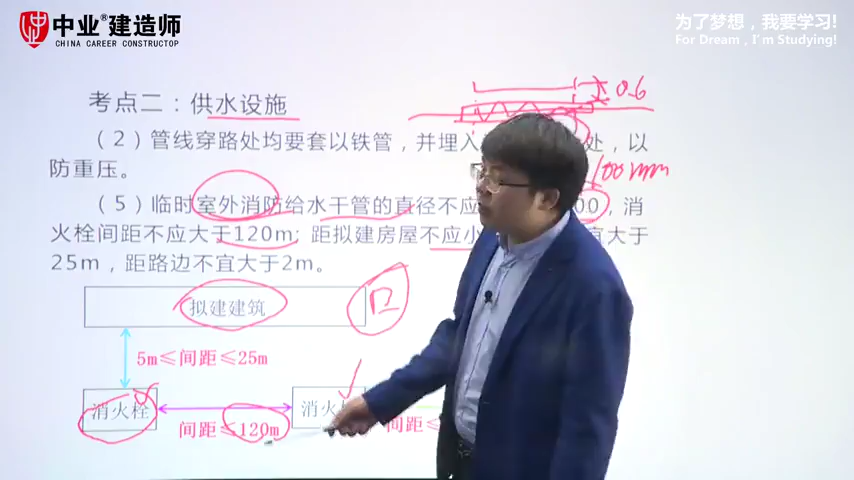 中业®建造师
CHINA CAREER CONSTRUCTOP
为了梦想，我要学习!
For Dream, I'm Studying!
考点二：供水设施
0.6
（2）管线穿路处均要套以铁管，并埋入 处，以
防重压。
100mm
（5）临时室外消防给水干管的直径不应 00，消
火栓间距不应大于120m；距拟建房屋不应小 宜大于
25m，距路边不宜大于2m。
拟建建筑
口
5m≤间距≤25m
消火栓
消火
间距≤120m
间距≤